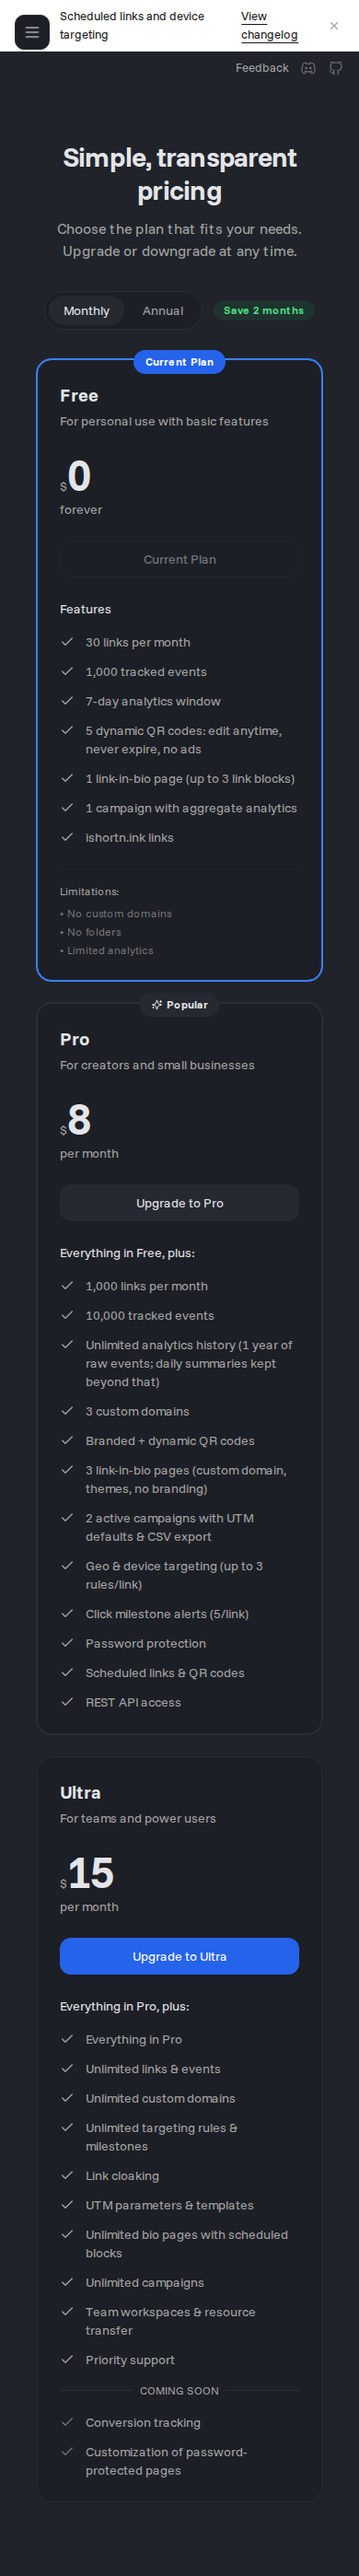 Scheduled links and device
targeting
View
changelog
Feedback
Simple, transparent
pricing
Choose the plan that fits your needs.
Upgrade or downgrade at any time.
Monthly
Annual
Save 2 months
Current Plan
Free
For personal use with basic features
$0
forever
Current Plan
Features
30 links per month
1,000 tracked events
7-day analytics window
5 dynamic QR codes: edit anytime,
never expire, no ads
1 link-in-bio page (up to 3 link blocks)
1 campaign with aggregate analytics
ishortn.ink links
Limitations:
• No custom domains
• No folders
• Limited analytics
Popular
Pro
For creators and small businesses
$8
per month
Upgrade to Pro
Everything in Free, plus:
1,000 links per month
10,000 tracked events
Unlimited analytics history (1 year of
raw events; daily summaries kept
beyond that)
3 custom domains
Branded + dynamic QR codes
3 link-in-bio pages (custom domain,
themes, no branding)
2 active campaigns with UTM
defaults & CSV export
Geo & device targeting (up to 3
rules/link)
Click milestone alerts (5/link)
Password protection
Scheduled links & QR codes
REST API access
Ultra
For teams and power users
$15
per month
Upgrade to Ultra
Everything in Pro, plus:
Everything in Pro
Unlimited links & events
Unlimited custom domains
Unlimited targeting rules &
milestones
Link cloaking
UTM parameters & templates
Unlimited bio pages with scheduled
blocks
Unlimited campaigns
Team workspaces & resource
transfer
Priority support
COMING SOON
Conversion tracking
Customization of password-
protected pages